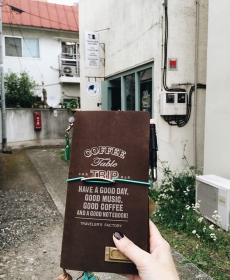 COFFEE
Table
TRIP
HAVE A GOOD DAY,
GOOD MUSIC,
GOOD COFFEE
AND A GOOD NOTEBOOK!
TRAVELER'S FACTORY